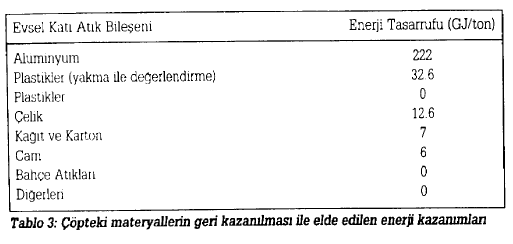 Evsel Katı Atık Bileşeni Enerji Tasarrufu (GJ/ton)
Aluminyum 222
Plastikler (yakma ile değerlendirme) 32.6
Plastikler 0
Çelik 12.6
Kağıt ve Karton 7
Cam 6
Bahçe Atıkları 0
Diğerleri 0
Tablo 3: Çöpteki materyallerin geri kazanılması ile elde edilen enerji kazanımları